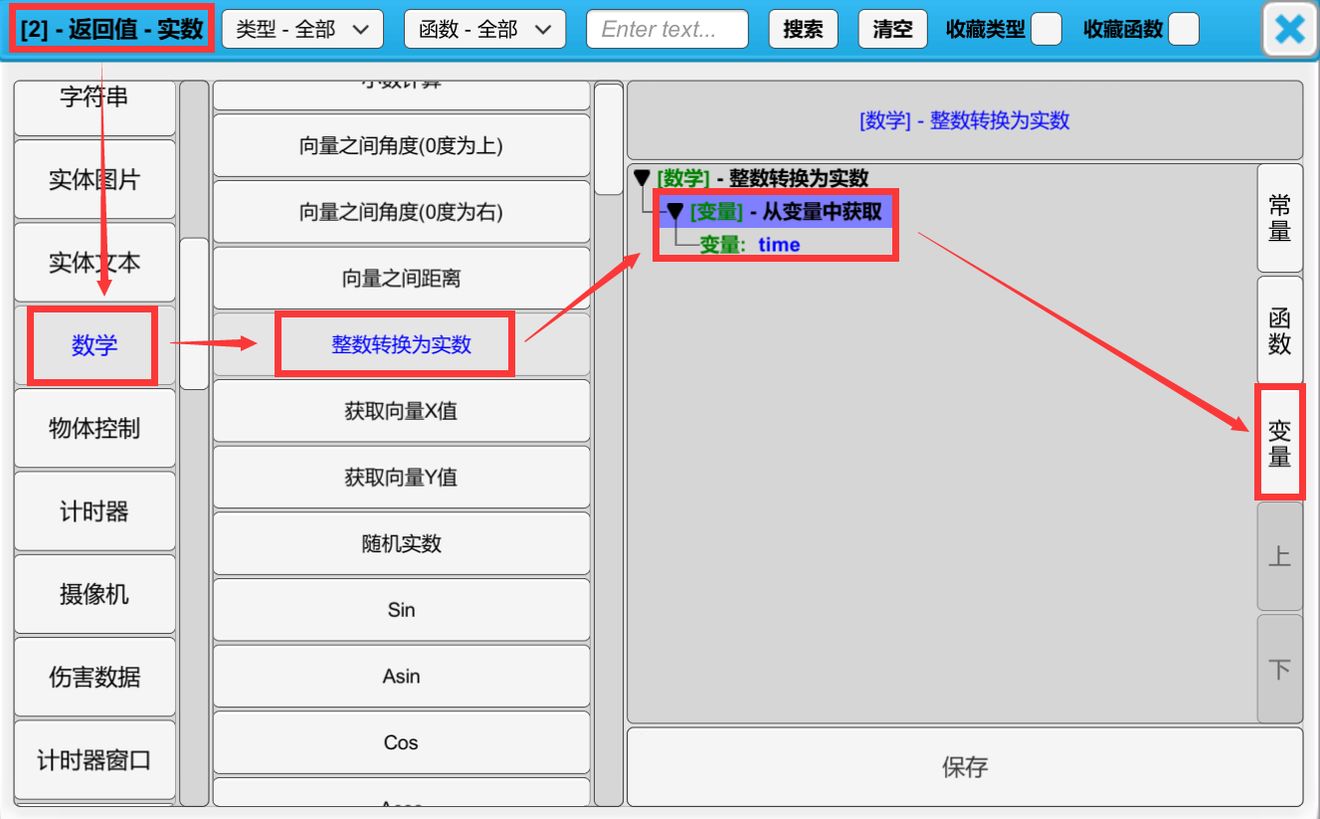 [2] - 返回值 - 实数
类型 - 全部
函数 - 全部
Enter text...
搜索
清空
收藏类型
收藏函数
字符串
实体图片
实体文本
数学
物体控制
计时器
摄像机
伤害数据
计时器窗口
小数计算
向量之间角度(0度为上)
向量之间角度(0度为右)
向量之间距离
整数转换为实数
获取向量X值
获取向量Y值
随机实数
Sin
Asin
Cos
[数学] - 整数转换为实数
[数学] - 整数转换为实数
[变量] - 从变量中获取
变量: time
常量
函数
变量
上
下
保存